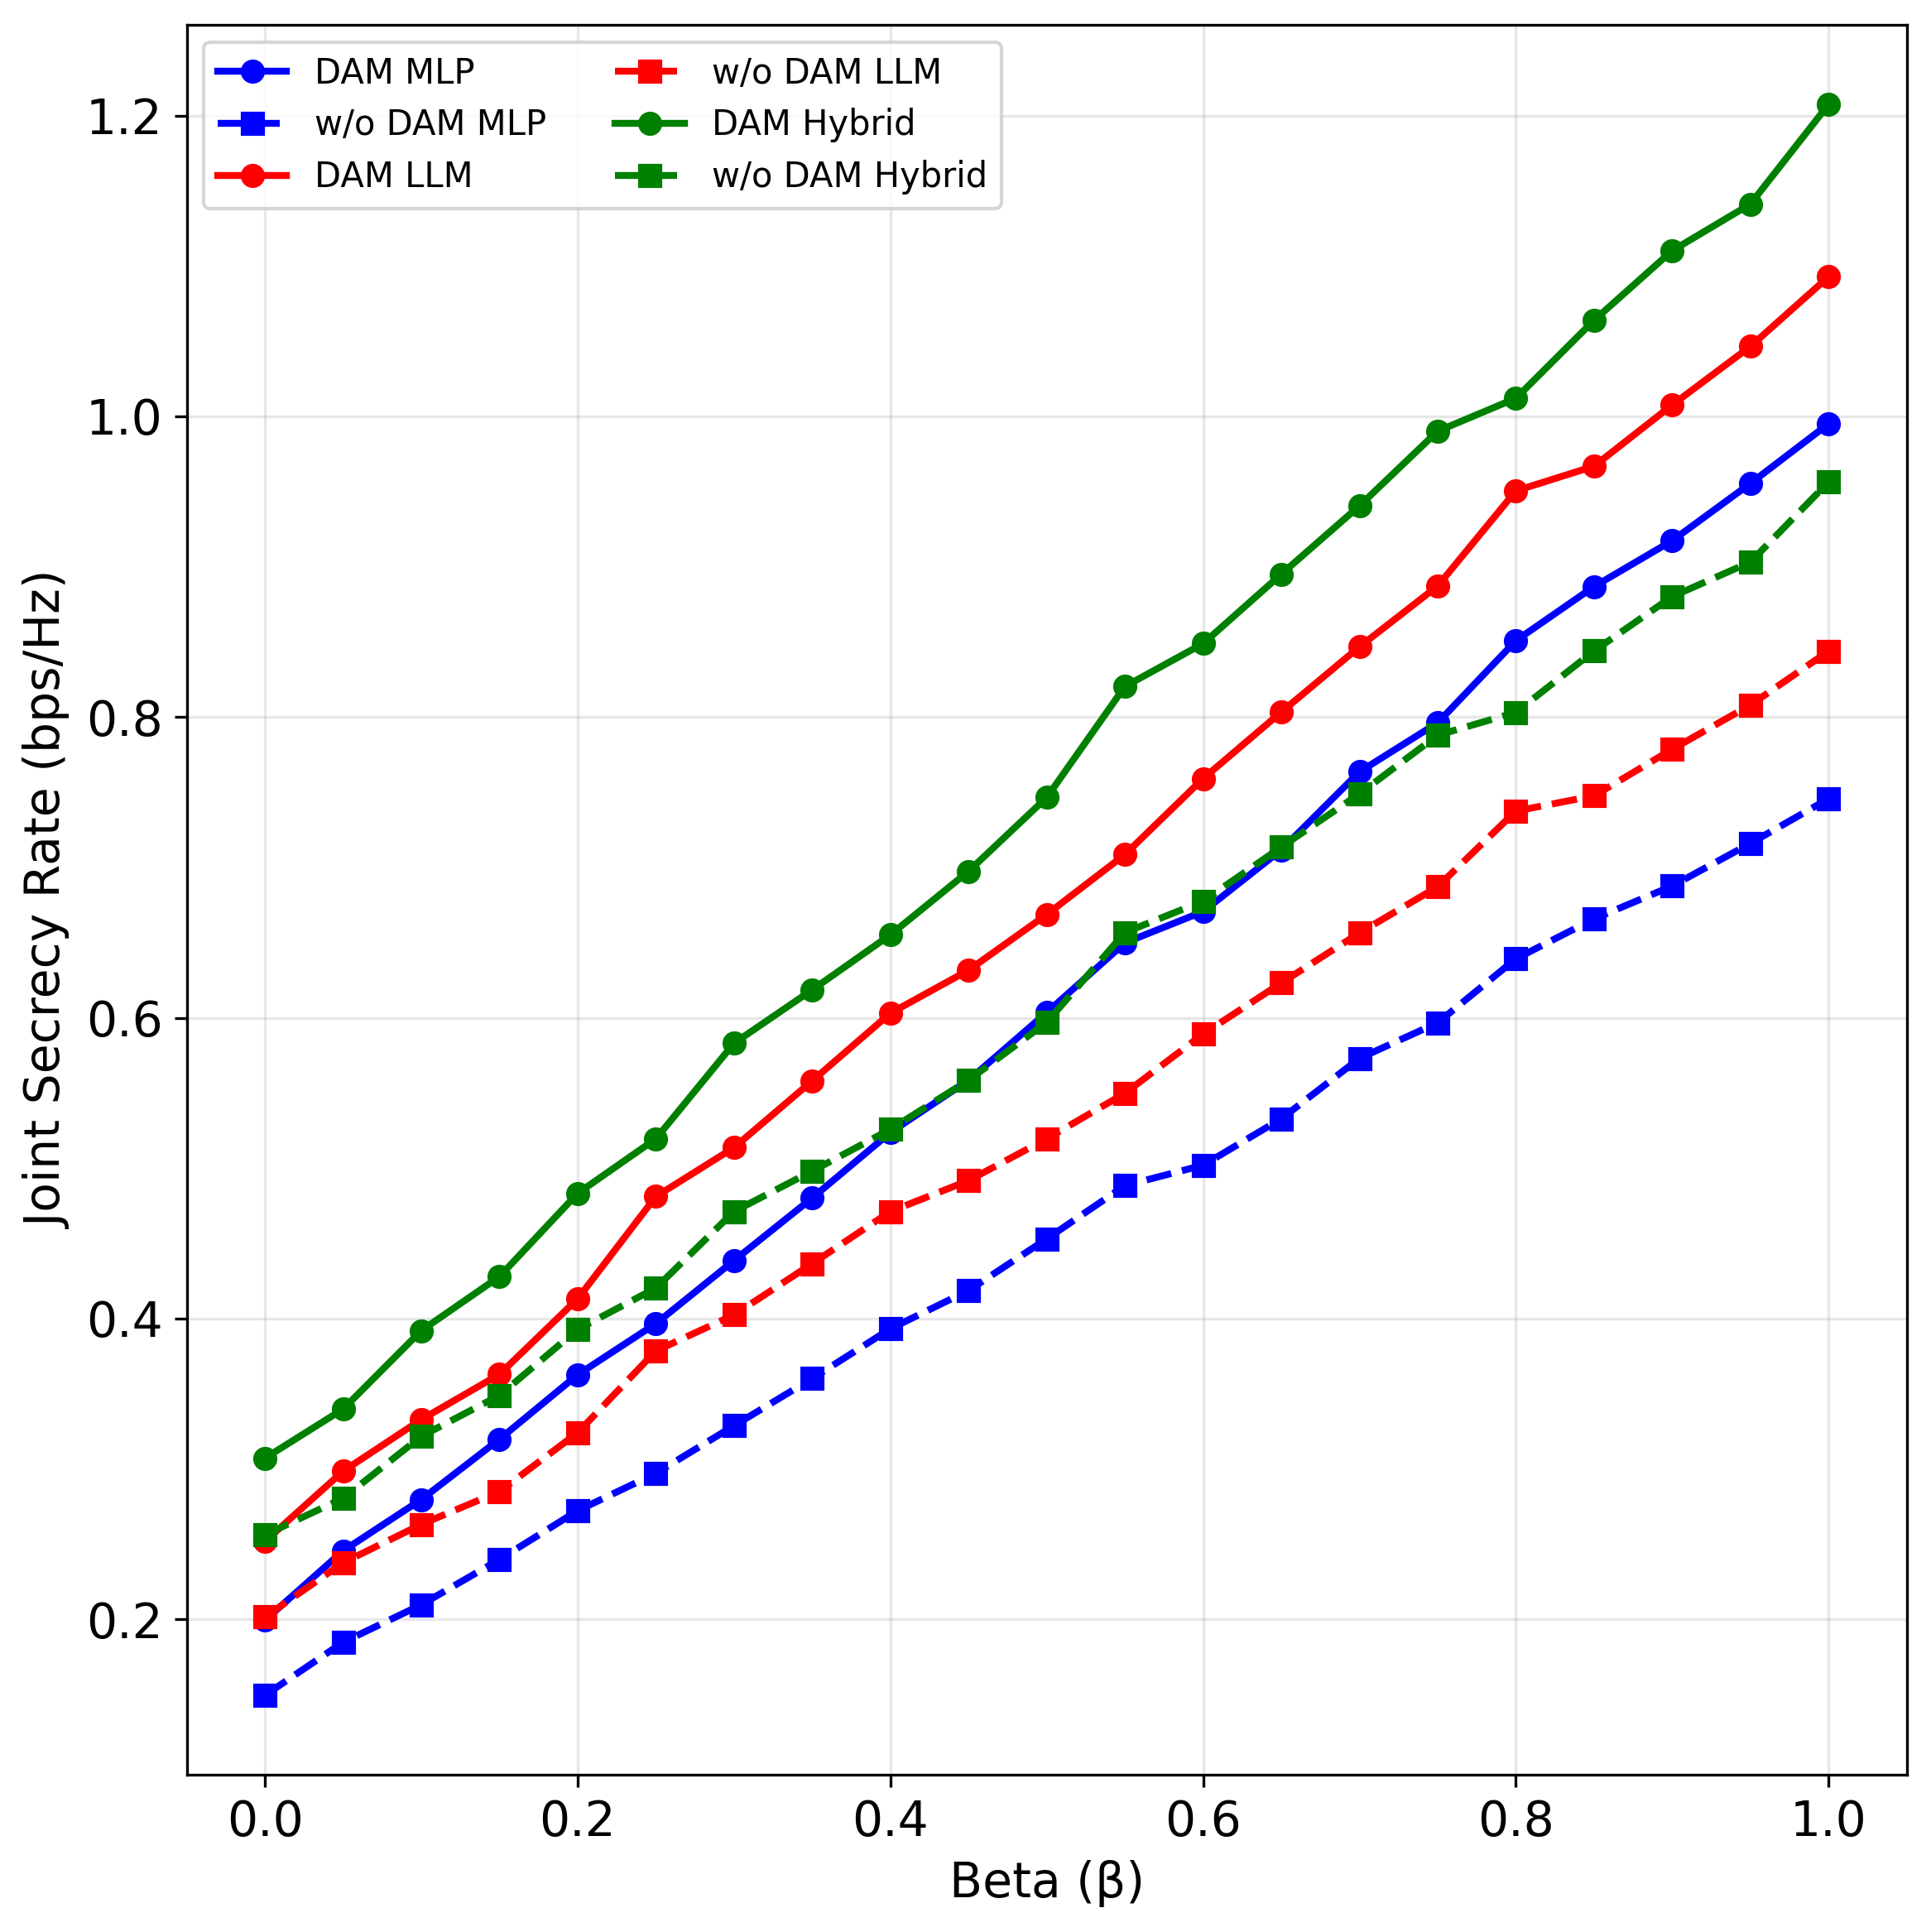 DAM MLP
w/o DAM MLP
DAM LLM
w/o DAM LLM
DAM Hybrid
w/o DAM Hybrid
Joint Secrecy Rate (bps/Hz)
1.2
1.0
0.8
0.6
0.4
0.2
0.0 0.2 0.4 0.6 0.8 1.0
Beta (β)